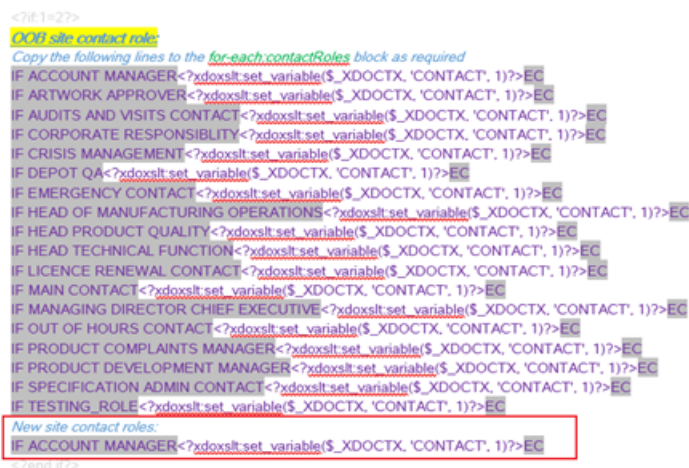 <?if:1=2?>
OOB site contact role:
Copy the following lines to the for-each:contactRoles block as required
IF ACCOUNT MANAGER<?xdoxslt:set_variable($_XDOCTX, 'CONTACT', 1)?>EC
IF ARTWORK APPROVER<?xdoxslt:set_variable($_XDOCTX, 'CONTACT', 1)?>EC
IF AUDITS AND VISITS CONTACT<?xdoxslt:set_variable($_XDOCTX, 'CONTACT', 1)?>EC
IF CORPORATE RESPONSIBLITY<?xdoxslt:set_variable($_XDOCTX, 'CONTACT', 1)?>EC
IF CRISIS MANAGEMENT<?xdoxslt:set_variable($_XDOCTX, 'CONTACT', 1)?>EC
IF DEPOT QA<?xdoxslt:set_variable($_XDOCTX, 'CONTACT', 1)?>EC
IF EMERGENCY CONTACT<?xdoxslt:set_variable($_XDOCTX, 'CONTACT', 1)?>EC
IF HEAD OF MANUFACTURING OPERATIONS<?xdoxslt:set_variable($_XDOCTX, 'CONTACT', 1)?>EC
IF HEAD PRODUCT QUALITY<?xdoxslt:set_variable($_XDOCTX, 'CONTACT', 1)?>EC
IF HEAD TECHNICAL FUNCTION<?xdoxslt:set_variable($_XDOCTX, 'CONTACT', 1)?>EC
IF LICENCE RENEWAL CONTACT<?xdoxslt:set_variable($_XDOCTX, 'CONTACT', 1)?>EC
IF MAIN CONTACT<?xdoxslt:set_variable($_XDOCTX, 'CONTACT', 1)?>EC
IF MANAGING DIRECTOR CHIEF EXECUTIVE<?xdoxslt:set_variable($_XDOCTX, 'CONTACT', 1)?>EC
IF OUT OF HOURS CONTACT<?xdoxslt:set_variable($_XDOCTX, 'CONTACT', 1)?>EC
IF PRODUCT COMPLAINTS MANAGER<?xdoxslt:set_variable($_XDOCTX, 'CONTACT', 1)?>EC
IF PRODUCT DEVELOPMENT MANAGER<?xdoxslt:set_variable($_XDOCTX, 'CONTACT', 1)?>EC
IF SPECIFICATION ADMIN CONTACT<?xdoxslt:set_variable($_XDOCTX, 'CONTACT', 1)?>EC
IF TESTING_ROLE<?xdoxslt:set_variable($_XDOCTX, 'CONTACT', 1)?>EC
New site contact roles:
IF ACCOUNT MANAGER<?xdoxslt:set_variable($_XDOCTX, 'CONTACT', 1)?>EC
<?end if?>